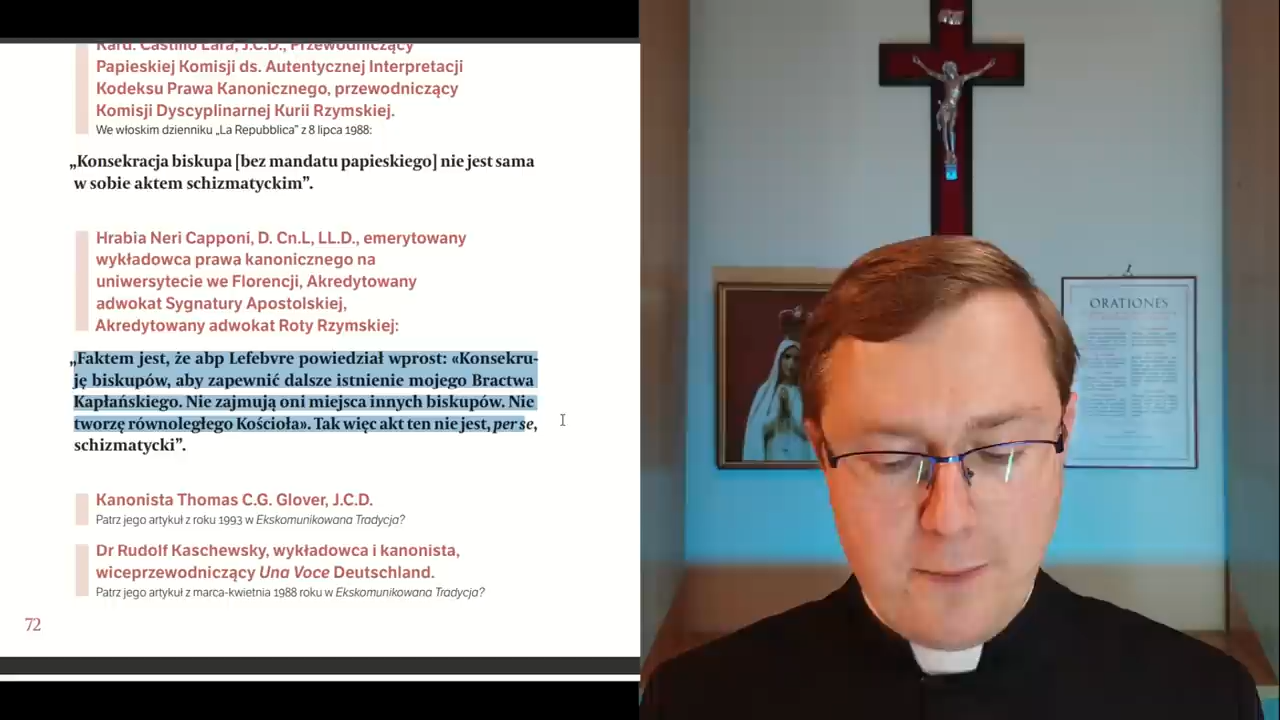 Kard. Castillo Lara, J.C.D., Przewodniczący
Papieskiej Komisji ds. Autentycznej Interpretacji
Kodeksu Prawa Kanonicznego, przewodniczący
Komisji Dyscyplinarnej Kurii Rzymskiej.
We włoskim dzienniku „La Repubblica” z 8 lipca 1988:
„Konsekracja biskupa [bez mandatu papieskiego] nie jest sama
w sobie aktem schizmatyckim”.
Hrabia Neri Capponi, D. Cn.L, LL.D., emerytowany
wykładowca prawa kanonicznego na
uniwersytecie we Florencji, Akredytowany
adwokat Sygnatury Apostolskiej,
Akredytowany adwokat Roty Rzymskiej:
„Faktem jest, że abp Lefebvre powiedział wprost: «Konsekru-
ję biskupów, aby zapewnić dalsze istnienie mojego Bractwa
Kapłańskiego. Nie zajmują oni miejsca innych biskupów. Nie
tworzę równoległego Kościoła». Tak więc akt ten nie jest, per se,
schizmatycki”.
Kanonista Thomas C.G. Glover, J.C.D.
Patrz jego artykuł z roku 1993 w Ekskomunikowana Tradycja?
Dr Rudolf Kaschewsky, wykładowca i kanonista,
wiceprzewodniczący Una Voce Deutschland.
Patrz jego artykuł z marca-kwietnia 1988 roku w Ekskomunikowana Tradycja?
72
ORATIONES